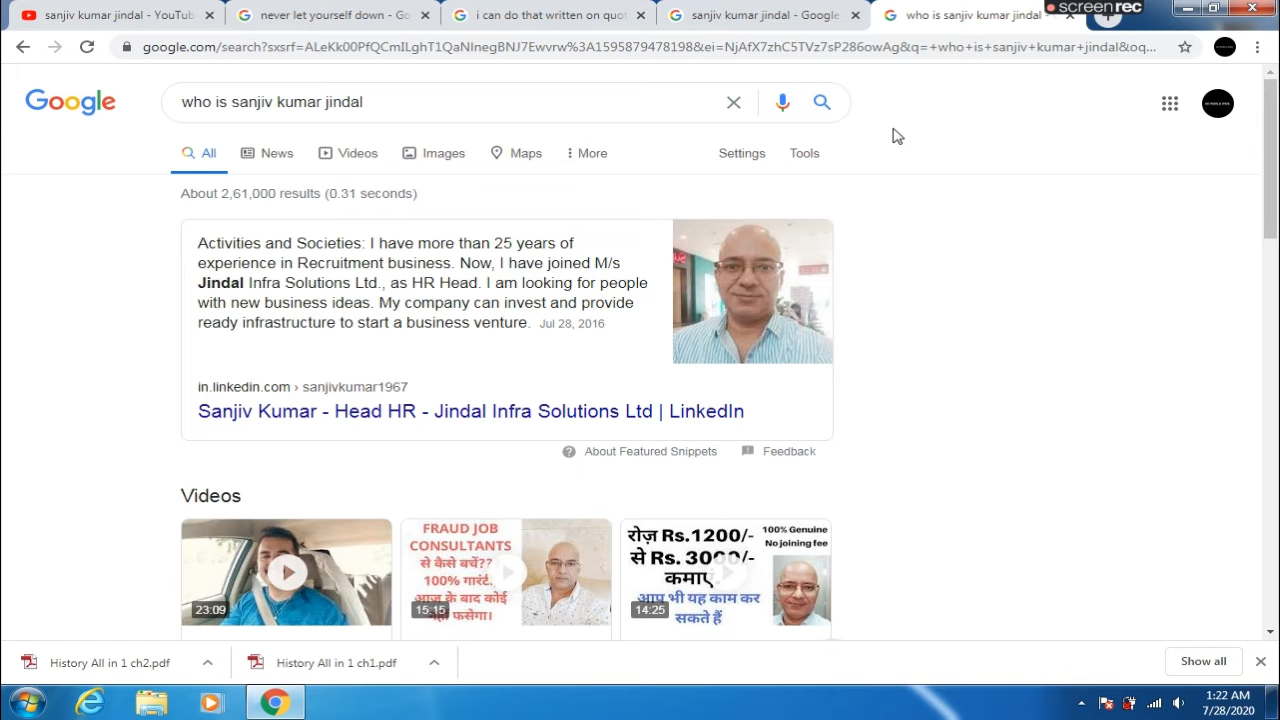 sanjiv kumar jindal - YouTub
never let yourself down - Go
i can do that written on quot
sanjiv kumar jindal - Google
who is sanjiv kumar jindal -
screenrec
google.com/search?sxsrf=ALeKk00PfQCmILghT1QaNInegBNJ7Ewvrw%3A1595879478198&ei=NjAfX7zhC5TVz7sP286owAg&q=+who+is+sanjiv+kumar+jindal&oq...
Google
who is sanjiv kumar jindal
All
News
Videos
Images
Maps
More
Settings
Tools
About 2,61,000 results (0.31 seconds)
Activities and Societies: I have more than 25 years of
experience in Recruitment business. Now, I have joined M/s
Jindal Infra Solutions Ltd., as HR Head. I am looking for people
with new business ideas. My company can invest and provide
ready infrastructure to start a business venture. Jul 28, 2016
in.linkedin.com › sanjivkumar1967
Sanjiv Kumar - Head HR - Jindal Infra Solutions Ltd | LinkedIn
About Featured Snippets
Feedback
Videos
23:09
FRAUD JOB
CONSULTANTS
से कैसे बचें??
100% गारंटी.
आज के बाद कोई
नहीं फसेगा।
15:15
रोज़ Rs.1200/-
से Rs. 3000/-
कमाए
आप भी यह काम कर
सकते हैं
100% Genuine
No joining fee
14:25
History All in 1 ch2.pdf
History All in 1 ch1.pdf
Show all
1:22 AM
7/28/2020